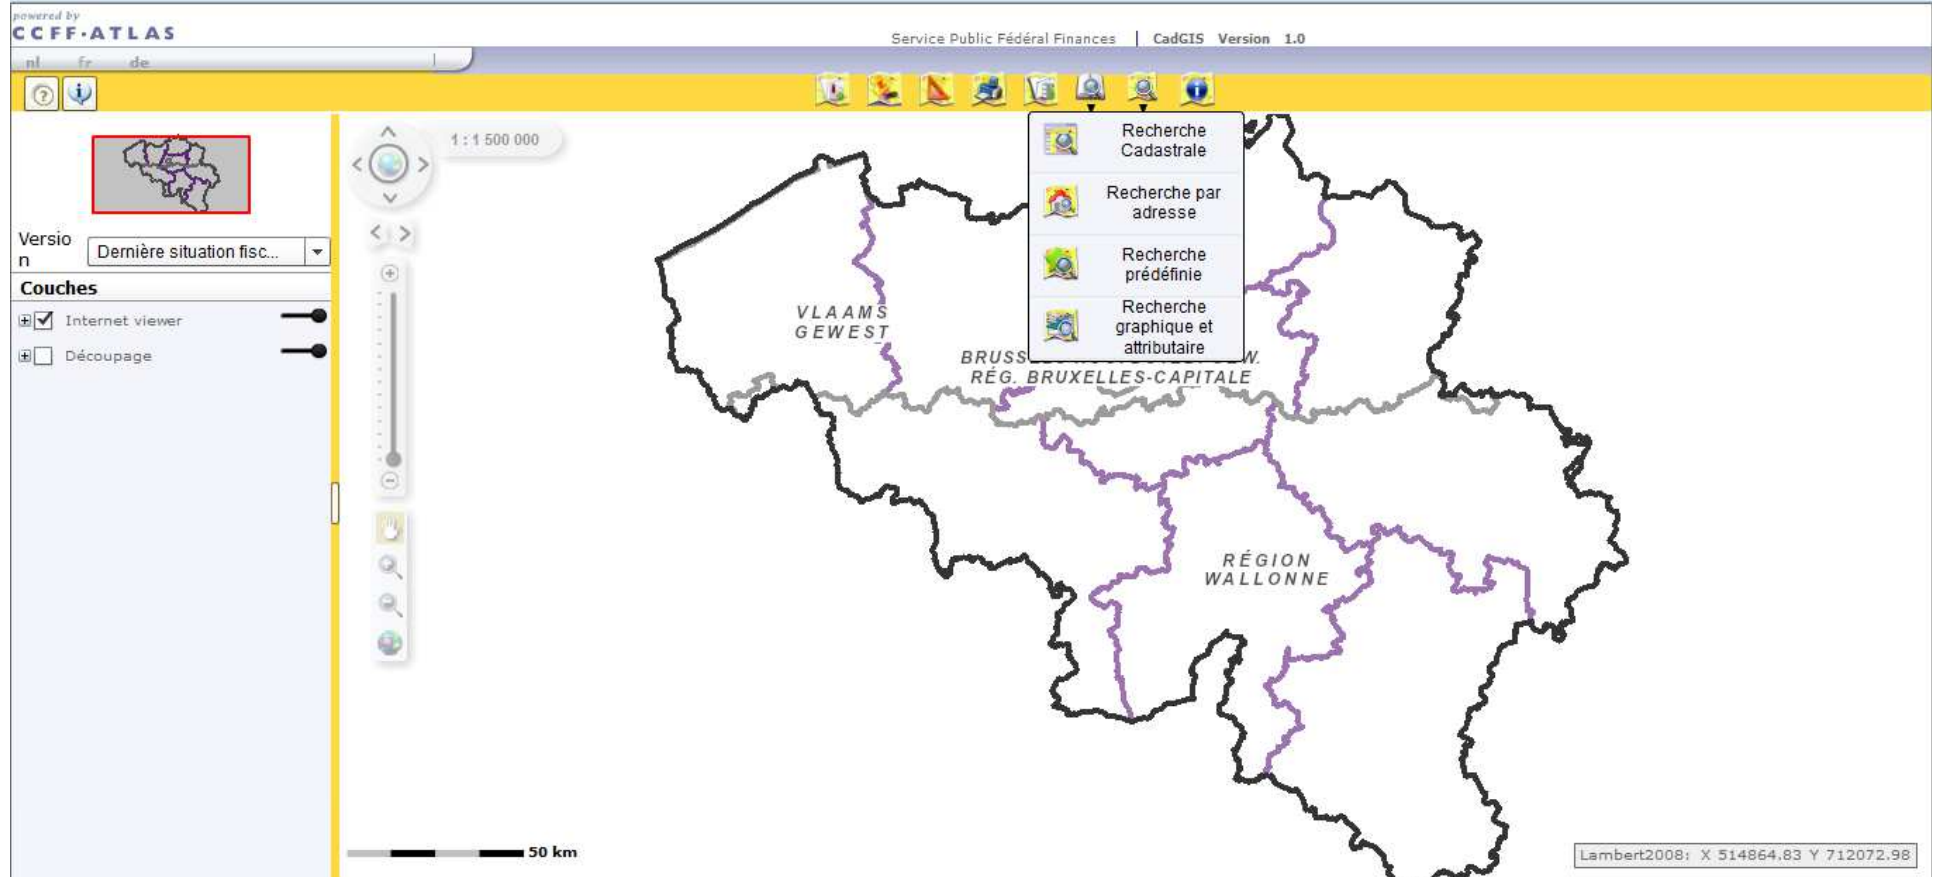 powered by
CCFF-ATLAS
Service Public Fédéral Finances | CadGIS Version 1.0
nl fr de
1 : 1 500 000
Recherche
Cadastrale
Recherche par
adresse
Recherche
prédéfinie
Recherche
graphique et
attributaire
Versio
n
Dernière situation fisc...
Couches
Internet viewer
Découpage
VLAAMS
GEWEST
RÉG. BRUXELLES-CAPITALE
RÉGION
WALLONNE
50 km
Lambert2008: X 514864.83 Y 712072.98